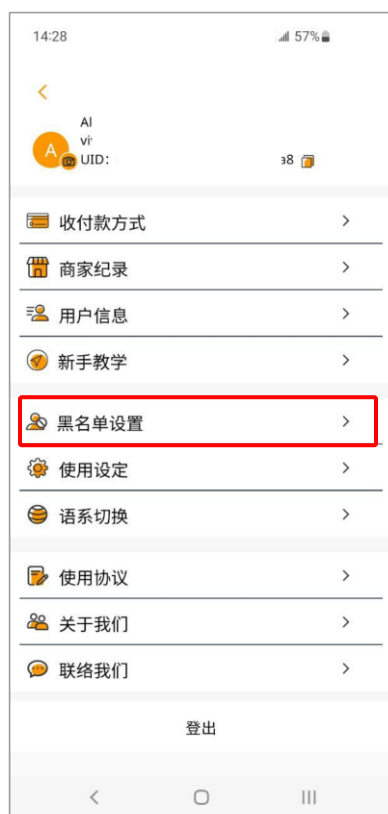 14:28 57%
A
Al
vi
UID: a8
收付款方式
商家纪录
用户信息
新手教学
黑名单设置
使用设定
语系切换
使用协议
关于我们
联络我们
登出